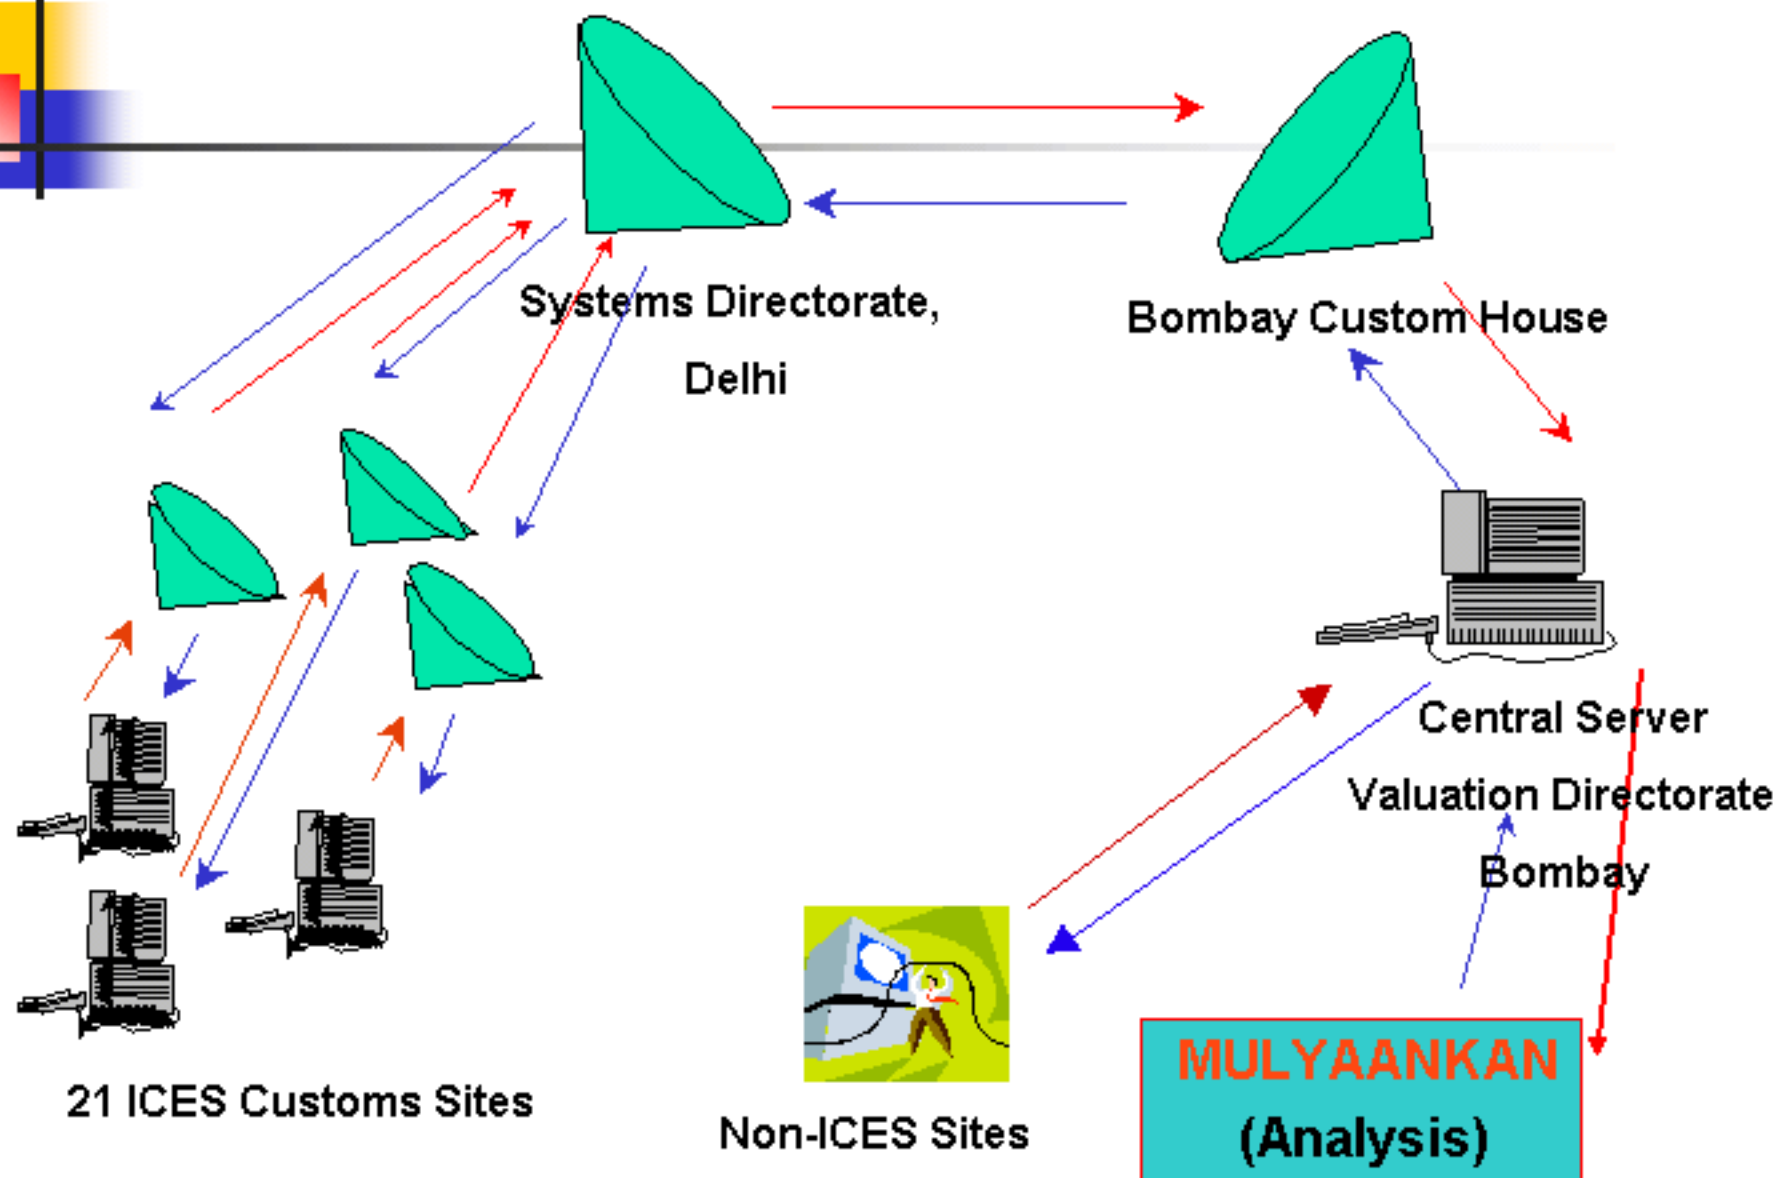 Systems Directorate,
Delhi
Bombay Custom House
Central Server
Valuation Directorate
Bombay
21 ICES Customs Sites
Non-ICES Sites
MULYAANKAN
(Analysis)